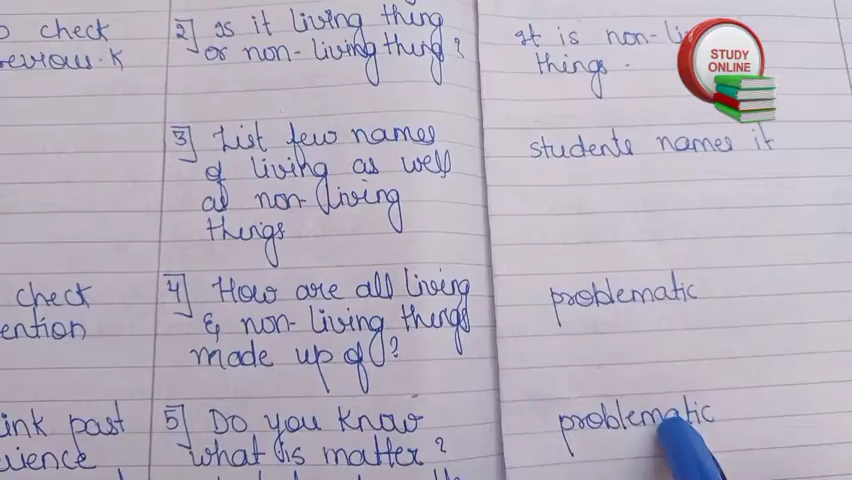 o check
evious.K
2] Is it living thing
or non-living thing?
It is non-li
things.
STUDY
ONLINE
3] List few names
of living as well
as non-living
things
students names it
check
ention
4] How are all living
& non-living things
made up of?
problematic
ink past
rience
5] Do you know
what is matter?
problematic